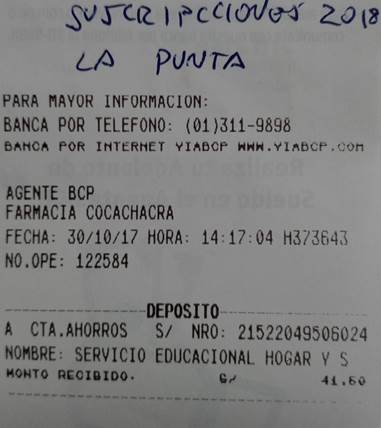 SUSCRIPCCIONES 2018
LA PUNTA
PARA MAYOR INFORMACION:
BANCA POR TELEFONO: (01)311-9898
BANCA POR INTERNET VIABCP WWW.VIABCP.COM
AGENTE BCP
FARMACIA COCACHACRA
FECHA: 30/10/17 HORA: 14:17:04 H373643
NO.OPE: 122584
DEPOSITO
A CTA.AHORROS S/ NRO: 21522049506024
NOMBRE: SERVICIO EDUCACIONAL HOGAR Y S
MONTO RECIBIDO. S/ 41.60